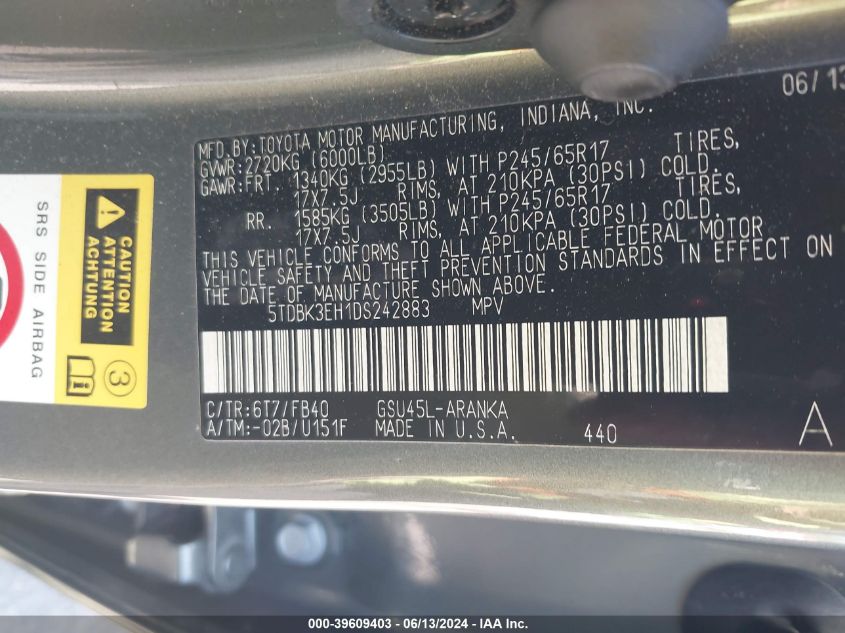 06/13
MFD.BY:TOYOTA MOTOR MANUFACTURING, INDIANA, INC.
GVWR:2720KG (6000LB)
GAWR:FRT. 1340KG (2955LB) WITH P245/65R17 TIRES,
17X7.5J RIMS, AT 210KPA (30PSI) COLD.
RR. 1585KG (3505LB) WITH P245/65R17 TIRES,
17X7.5J RIMS, AT 210KPA (30PSI) COLD.
THIS VEHICLE CONFORMS TO ALL APPLICABLE FEDERAL MOTOR
VEHICLE SAFETY AND THEFT PREVENTION STANDARDS IN EFFECT ON
THE DATE OF MANUFACTURE SHOWN ABOVE.
5TDBK3EH1DS242883 MPV
C/TR:6T7/FB40 GSU45L-ARANKA
A/TM:-02B/U151F MADE IN U.S.A. 440 A
SRS SIDE AIRBAG
CAUTION
ATTENTION
ACHTUNG
3
000-39609403 - 06/13/2024 - IAA Inc.